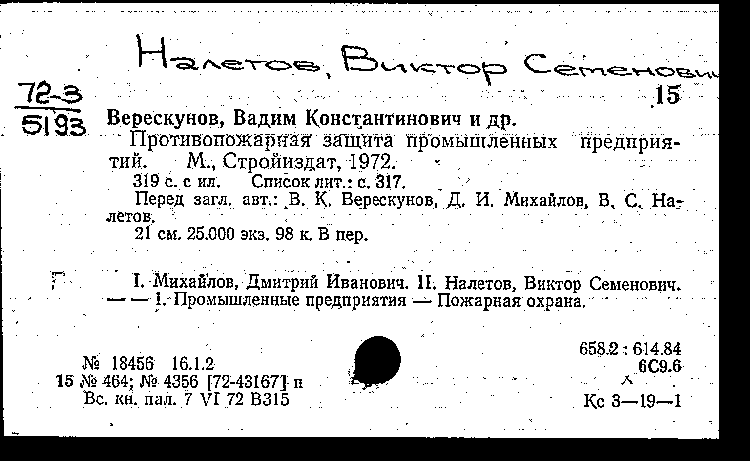 Налетов, Виктор Семенович
72-3
5193
15
Верескунов, Вадим Константинович и др.
Противопожарная защита промышленных предприя-
тий. М., Стройиздат, 1972.
319 с. с ил. Список лит.: с. 317.
Перед загл. авт.: В. К. Верескунов, Д. И. Михайлов, В. С. На-
летов.
21 см. 25.000 экз. 98 к. В пер.
I. Михайлов, Дмитрий Иванович. II. Налетов, Виктор Семенович.
— — 1. Промышленные предприятия — Пожарная охрана.
658.2 : 614.84
№ 18456 16.1.2
6С9.6
15 № 464; № 4356 [72-43167] п
Вс. кн. пал. 7 VI 72 В315
Кс 3—19—1